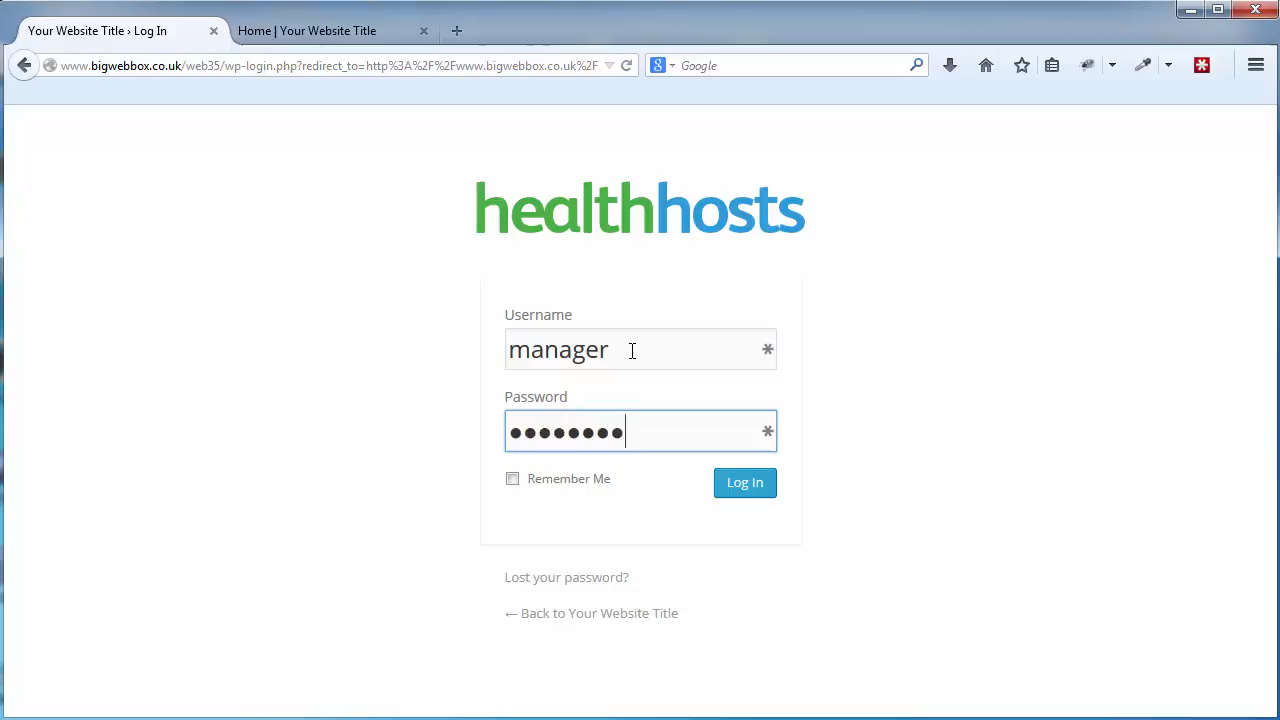 Your Website Title › Log In
Home | Your Website Title
www.bigwebbox.co.uk/web35/wp-login.php?redirect_to=http%3A%2F%2Fwww.bigwebbox.co.uk%2F
Google
healthhosts
Username
manager
Password
Remember Me
Log In
Lost your password?
← Back to Your Website Title